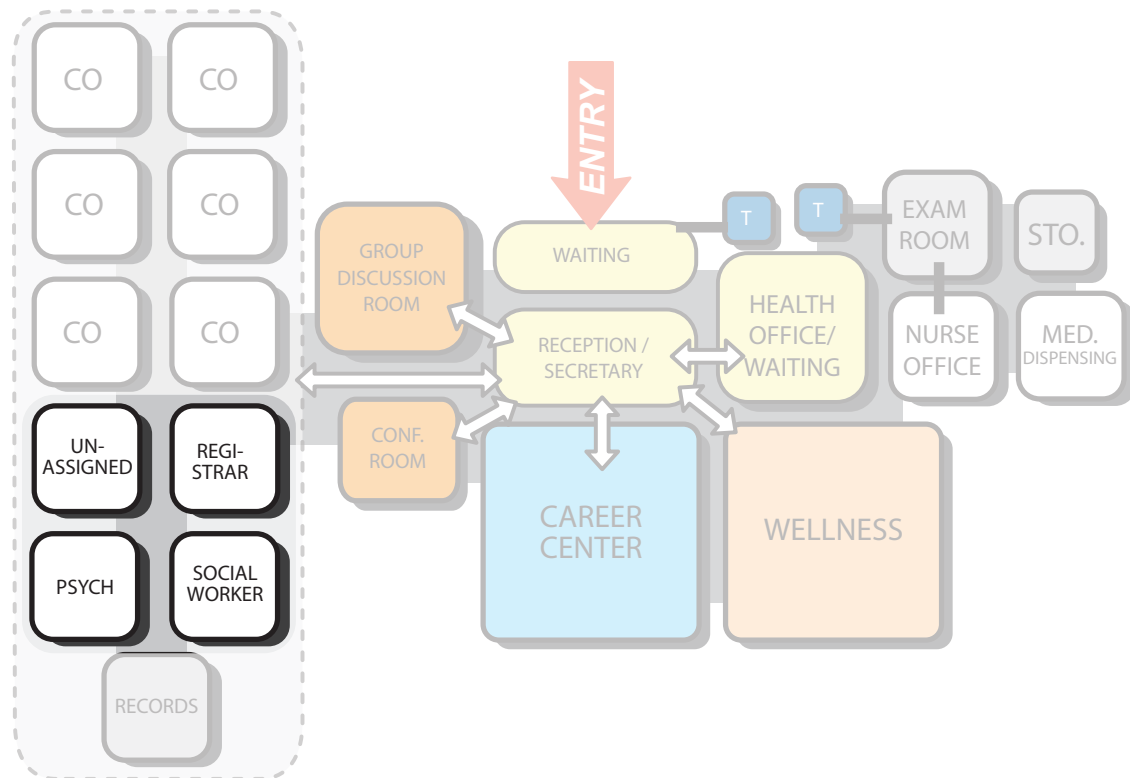 CO
CO
CO
CO
CO
CO
UN-
ASSIGNED
REGI-
STRAR
PSYCH
SOCIAL
WORKER
RECORDS
GROUP
DISCUSSION
ROOM
CONF.
ROOM
ENTRY
WAITING
RECEPTION /
SECRETARY
CAREER
CENTER
T
HEALTH
OFFICE/
WAITING
WELLNESS
T
EXAM
ROOM
STO.
NURSE
OFFICE
MED.
DISPENSING